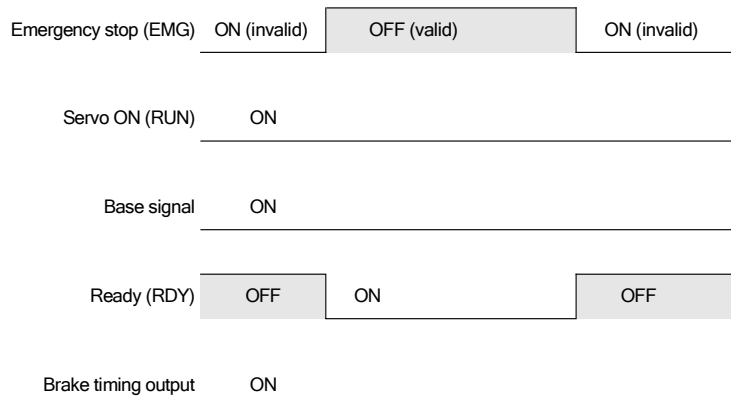 Emergency stop (EMG) ON (invalid) OFF (valid) ON (invalid)
Servo ON (RUN) ON
Base signal ON
Ready (RDY) OFF ON OFF
Brake timing output ON